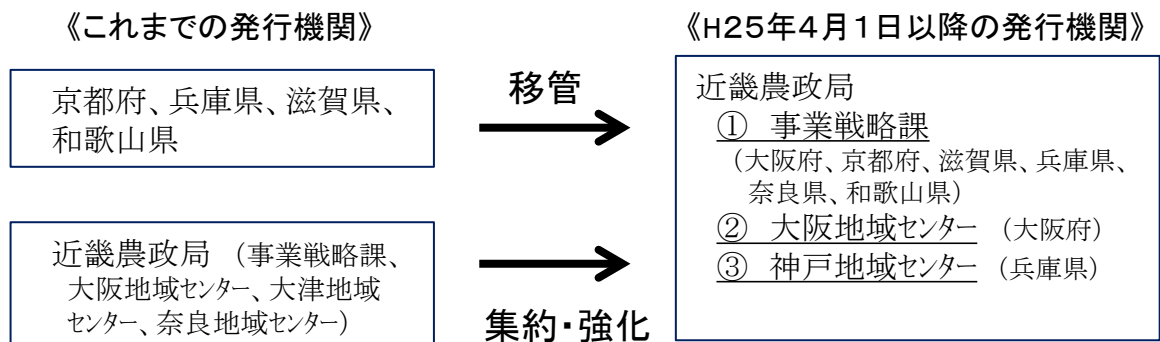 《これまでの発行機関》
京都府、兵庫県、滋賀県、
和歌山県
移管
近畿農政局 （事業戦略課、
大阪地域センター、大津地域
センター、奈良地域センター）
集約・強化
《H25年4月1日以降の発行機関》
近畿農政局
① 事業戦略課
（大阪府、京都府、滋賀県、兵庫県、
奈良県、和歌山県）
② 大阪地域センター （大阪府）
③ 神戸地域センター （兵庫県）